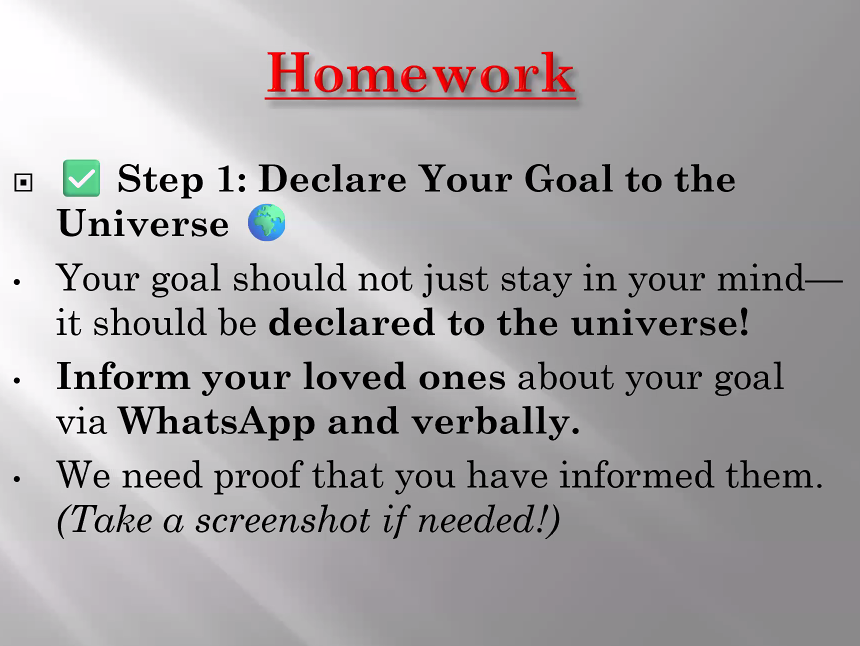 Homework
✅ Step 1: Declare Your Goal to the
Universe 🌍
• Your goal should not just stay in your mind—
it should be declared to the universe!
• Inform your loved ones about your goal
via WhatsApp and verbally.
• We need proof that you have informed them.
(Take a screenshot if needed!)